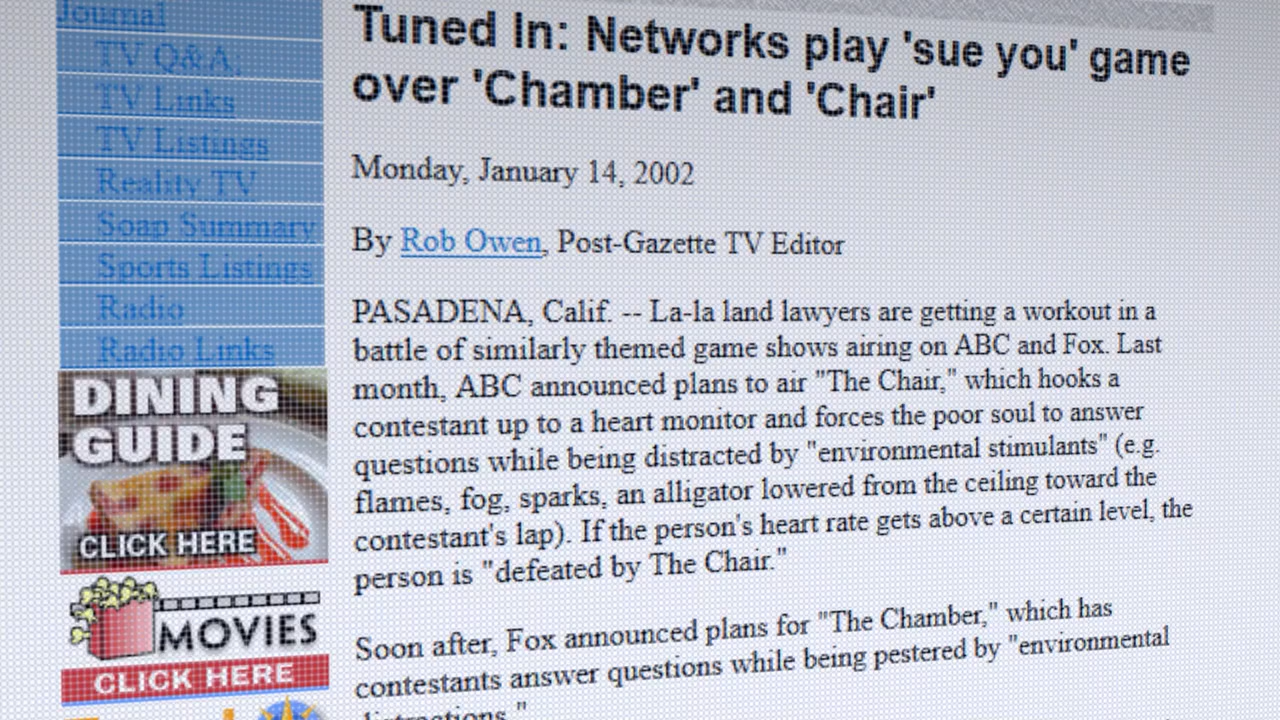 Journal
TV Q&A
TV Links
TV Listings
Reality TV
Soap Summary
Sports Listings
Radio
Radio Links
DINING
GUIDE
CLICK HERE
MOVIES
CLICK HERE
Tuned In: Networks play 'sue you' game
over 'Chamber' and 'Chair'
Monday, January 14, 2002
By Rob Owen, Post-Gazette TV Editor
PASADENA, Calif. -- La-la land lawyers are getting a workout in a
battle of similarly themed game shows airing on ABC and Fox. Last
month, ABC announced plans to air "The Chair," which hooks a
contestant up to a heart monitor and forces the poor soul to answer
questions while being distracted by "environmental stimulants" (e.g.
flames, fog, sparks, an alligator lowered from the ceiling toward the
contestant's lap). If the person's heart rate gets above a certain level, the
person is "defeated by The Chair."
Soon after, Fox announced plans for "The Chamber," which has
contestants answer questions while being pestered by "environmental
distractions."